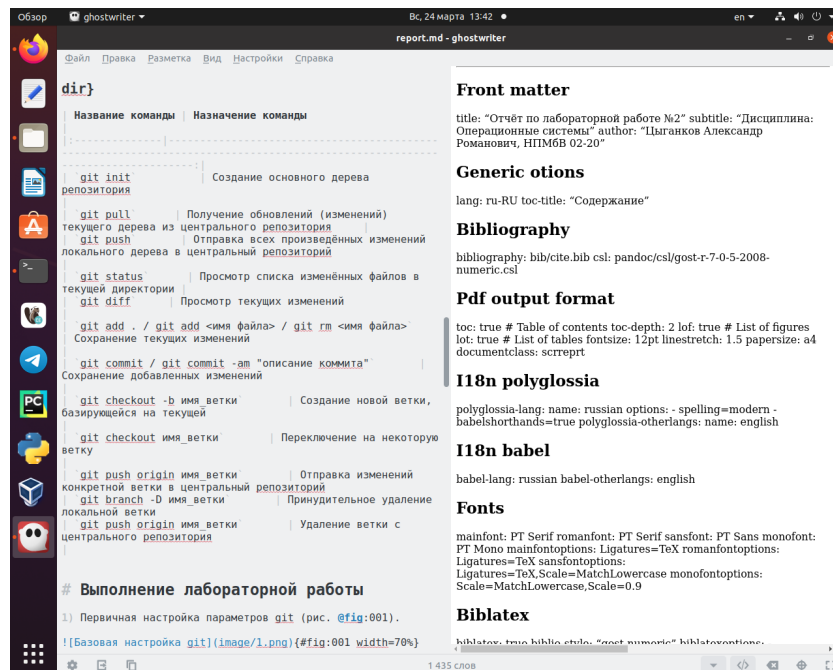 Обзор
ghostwriter
Вс, 24 марта 13:42
en
report.md - ghostwriter
Файл Правка Разметка Вид Настройки Справка
dir}
| Название команды | Назначение команды
|
|:-------------|------------------------------------------
------------------------------------------------------------
---------------------:|
| `git init` | Создание основного дерева
репозитория
|
| `git pull` | Получение обновлений (изменений)
текущего дерева из центрального репозитория |
| `git push` | Отправка всех произведённых изменений
локального дерева в центральный репозиторий
|
| `git status` | Просмотр списка изменённых файлов в
текущей директории |
| `git diff` | Просмотр текущих изменений
|
| `git add . / git add <имя файла> / git rm <имя файла>`
| Сохранение текущих изменений
|
| `git commit / git commit -am "описание коммита"` |
Сохранение добавленных изменений
|
| `git checkout -b имя_ветки` | Создание новой ветки,
базирующейся на текущей
|
| `git checkout имя_ветки` | Переключение на некоторую
ветку
|
| `git push origin имя_ветки` | Отправка изменений
конкретной ветки в центральный репозиторий
| `git branch -D имя_ветки` | Принудительное удаление
локальной ветки
| `git push origin имя_ветки` | Удаление ветки с
центрального репозитория
|
# Выполнение лабораторной работы
1) Первичная настройка параметров git (рис. @fig:001).
![Базовая настройка git](image/1.png){#fig:001 width=70%}
Front matter
title: “Отчёт по лабораторной работе №2” subtitle: “Дисциплина:
Операционные системы” author: “Цыганков Александр
Романович, НПМбВ 02-20”
Generic otions
lang: ru-RU toc-title: “Содержание”
Bibliography
bibliography: bib/cite.bib csl: pandoc/csl/gost-r-7-0-5-2008-
numeric.csl
Pdf output format
toc: true # Table of contents toc-depth: 2 lof: true # List of figures
lot: true # List of tables fontsize: 12pt linestretch: 1.5 papersize: a4
documentclass: scrreprt
I18n polyglossia
polyglossia-lang: name: russian options: - spelling=modern -
babelshorthands=true polyglossia-otherlangs: name: english
I18n babel
babel-lang: russian babel-otherlangs: english
Fonts
mainfont: PT Serif romanfont: PT Serif sansfont: PT Sans monofont:
PT Mono mainfontoptions: Ligatures=TeX romanfontoptions:
Ligatures=TeX sansfontoptions:
Ligatures=TeX,Scale=MatchLowercase monofontoptions:
Scale=MatchLowercase,Scale=0.9
Biblatex
biblatex: true biblio-style: “gost-numeric” biblatexoptions:
1 435 слов
PC